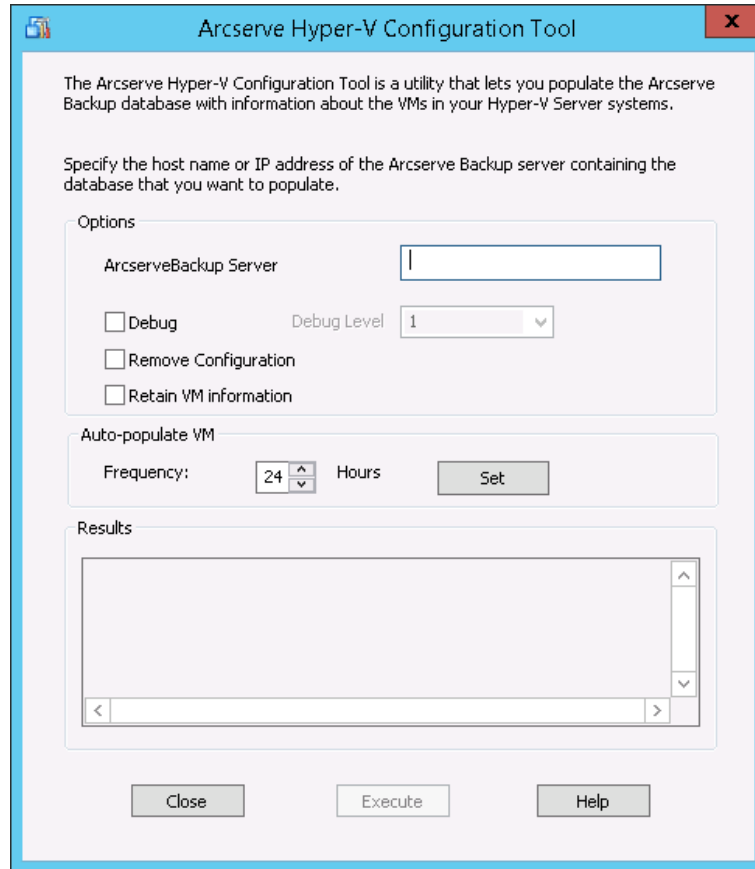 Arcserve Hyper-V Configuration Tool
x
The Arcserve Hyper-V Configuration Tool is a utility that lets you populate the Arcserve
Backup database with information about the VMs in your Hyper-V Server systems.
Specify the host name or IP address of the Arcserve Backup server containing the
database that you want to populate.
Options
ArcserveBackup Server
Debug Debug Level 1
Remove Configuration
Retain VM information
Auto-populate VM
Frequency: 24 Hours Set
Results
Close Execute Help